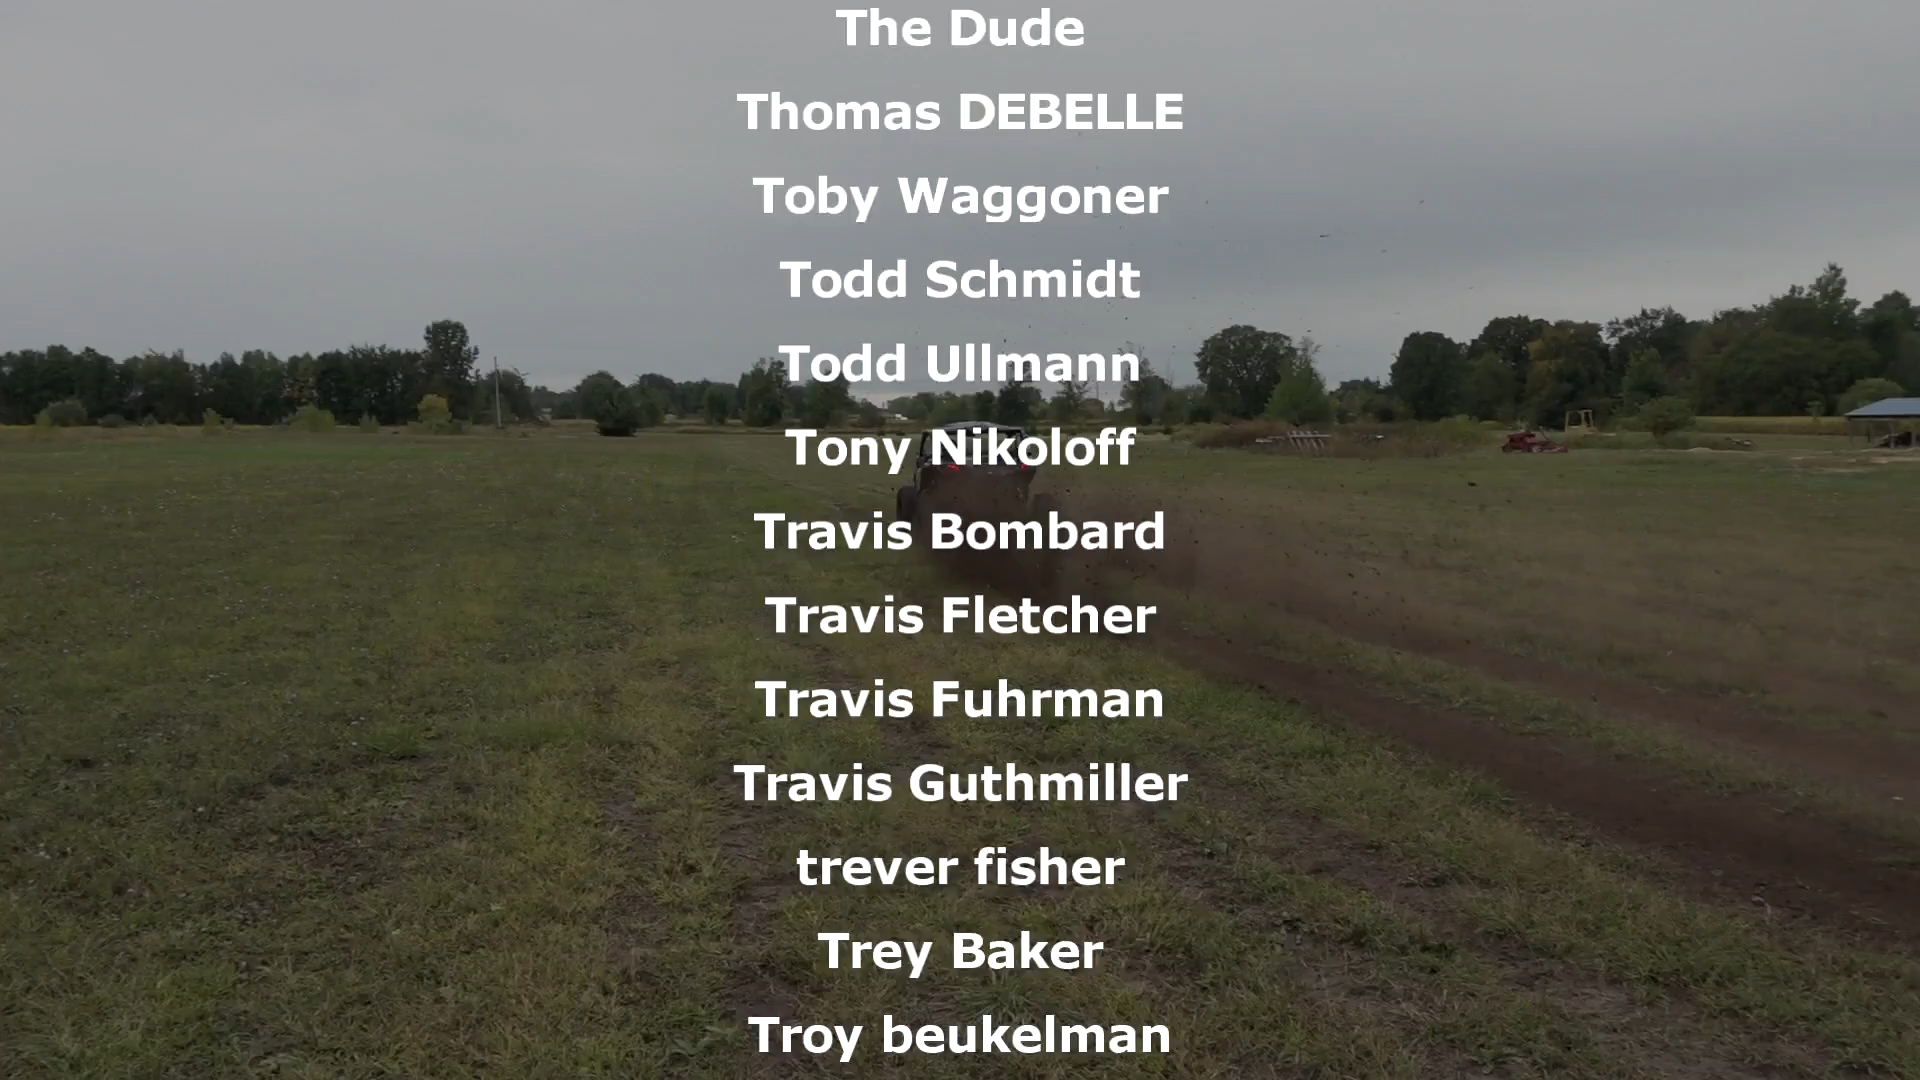 The Dude
Thomas DEBELLE
Toby Waggoner
Todd Schmidt
Todd Ullmann
Tony Nikoloff
Travis Bombard
Travis Fletcher
Travis Fuhrman
Travis Guthmiller
trever fisher
Trey Baker
Troy beukelman